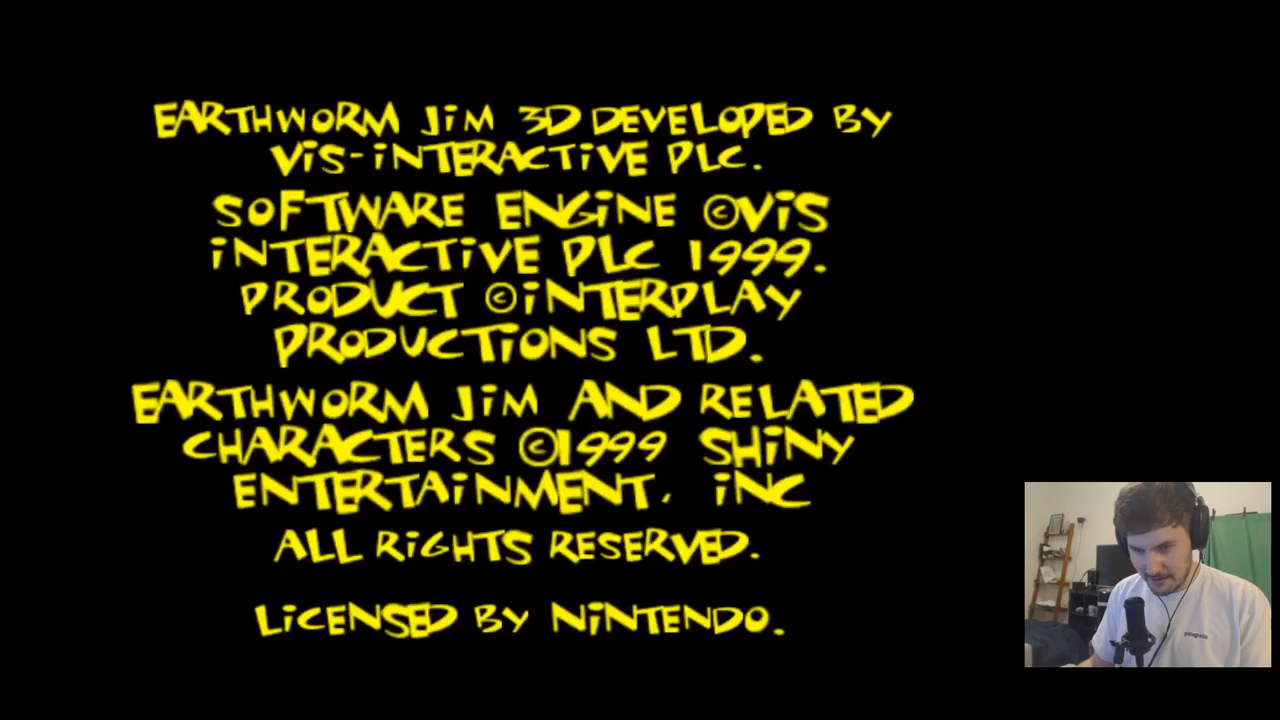 EARTHWORM JiM 3D DEVELOPED BY
ViS-iNTERACTiVE PLC.
SOFTWARE ENGiNE ©ViS
iNTERACTiVE PLC 1999.
PRODUCT ©iNTERPLAY
PRODUCTiONS LTD.
EARTHWORM JiM AND RELATED
CHARACTERS ©1999 SHiNY
ENTERTAiNMENT, iNC
ALL RiGHTS RESERVED.
LiCENSED BY NiNTENDO.
patagonia